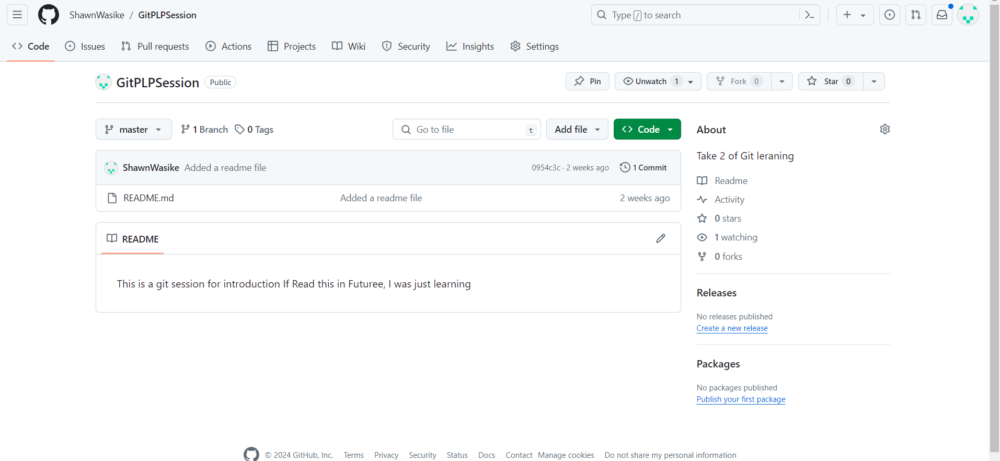 ShawnWasike / GitPLPSession
Type / to search
Code Issues Pull requests Actions Projects Wiki Security Insights Settings
GitPLPSession Public
Pin Unwatch 1 Fork 0 Star 0
master 1 Branch 0 Tags
Go to file t Add file Code
ShawnWasike Added a readme file 0954c3c · 2 weeks ago 1 Commit
README.md Added a readme file 2 weeks ago
README
This is a git session for introduction If Read this in Futuree, I was just learning
About
Take 2 of Git leraning
Readme
Activity
0 stars
1 watching
0 forks
Releases
No releases published
Create a new release
Packages
No packages published
Publish your first package
© 2024 GitHub, Inc. Terms Privacy Security Status Docs Contact Manage cookies Do not share my personal information